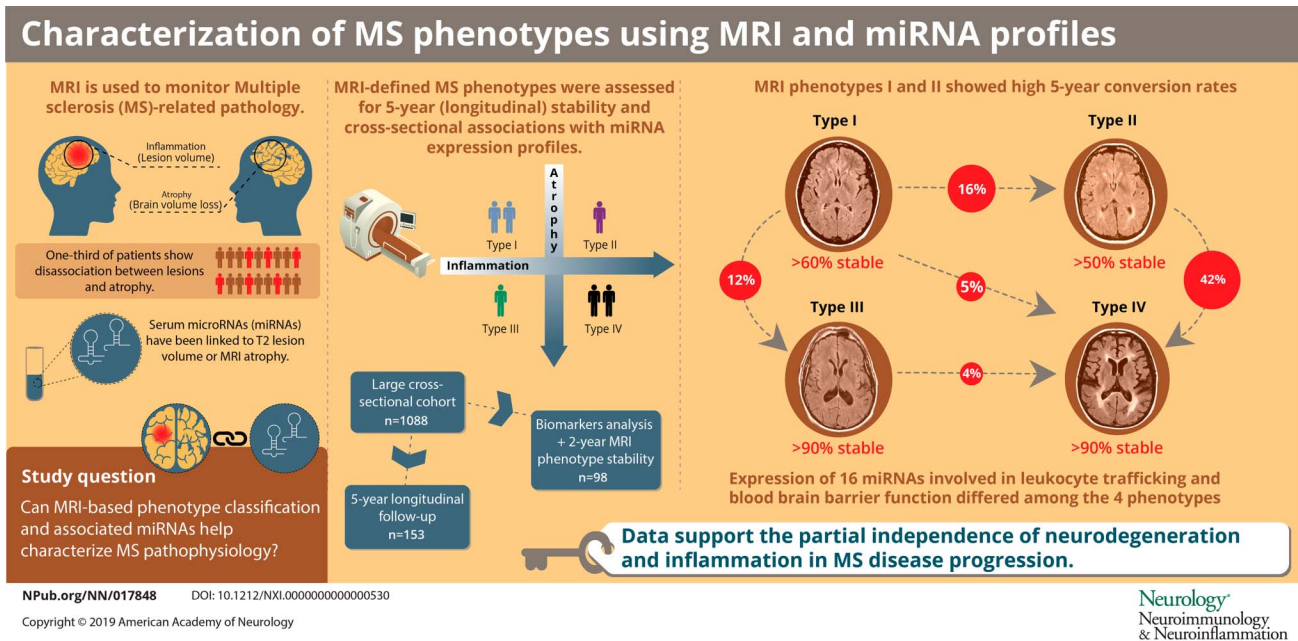 Characterization of MS phenotypes using MRI and miRNA profiles
MRI is used to monitor Multiple
sclerosis (MS)-related pathology.
Inflammation
(Lesion volume)
Atrophy
(Brain volume loss)
One-third of patients show
disassociation between lesions
and atrophy.
Serum microRNAs (miRNAs)
have been linked to T2 lesion
volume or MRI atrophy.
Study question
Can MRI-based phenotype classification
and associated miRNAs help
characterize MS pathophysiology?
MRI-defined MS phenotypes were assessed
for 5-year (longitudinal) stability and
cross-sectional associations with miRNA
expression profiles.
Atrophy
Type I
Type II
Inflammation
Type III
Type IV
Large cross-
sectional cohort
n=1088
Biomarkers analysis
+ 2-year MRI
phenotype stability
n=98
5-year longitudinal
follow-up
n=153
MRI phenotypes I and II showed high 5-year conversion rates
Type I
Type II
16%
>60% stable
>50% stable
12%
5%
42%
Type III
Type IV
4%
>90% stable
>90% stable
Expression of 16 miRNAs involved in leukocyte trafficking and
blood brain barrier function differed among the 4 phenotypes
Data support the partial independence of neurodegeneration
and inflammation in MS disease progression.
NPub.org/NN/017848 DOI: 10.1212/NXI.0000000000000530
Copyright © 2019 American Academy of Neurology
Neurology®
Neuroimmunology
& Neuroinflammation